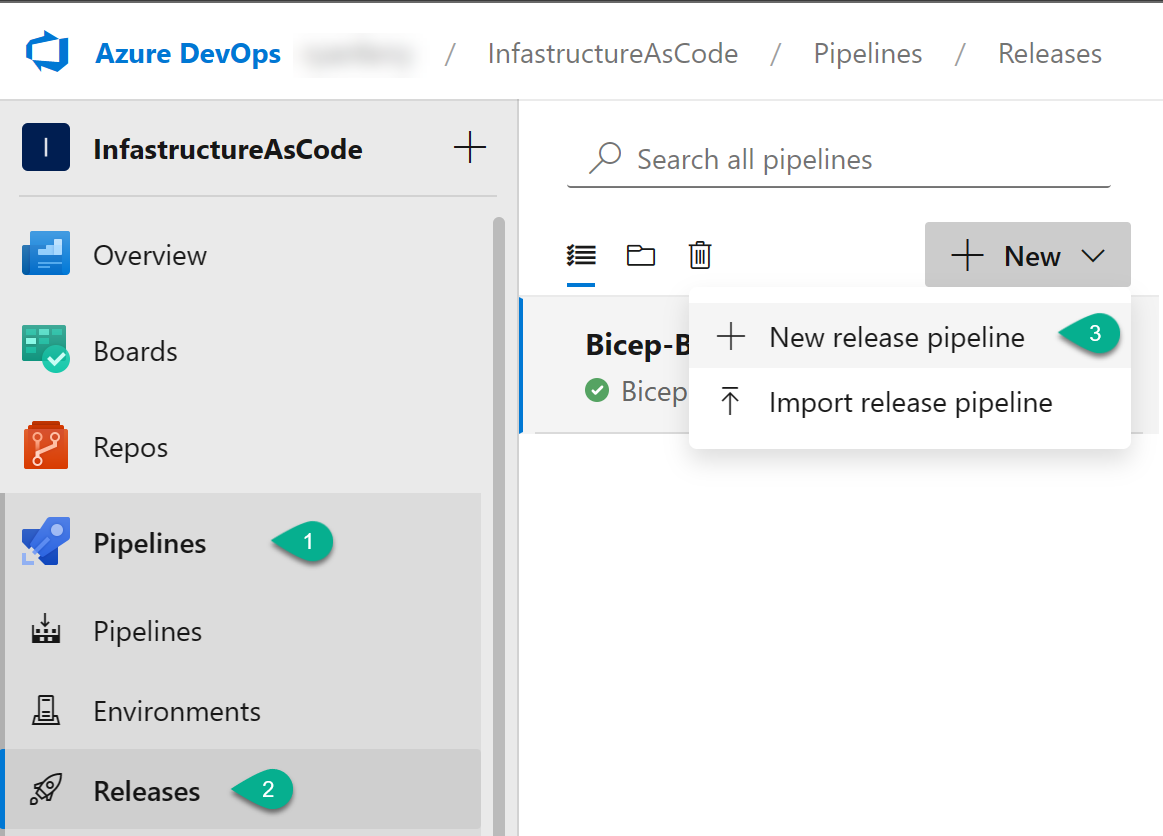 Azure DevOps / InfastructureAsCode / Pipelines / Releases
I InfastructureAsCode
Overview
Boards
Repos
Pipelines 1
Pipelines
Environments
Releases 2
Search all pipelines
New
Bicep-B
Bicep
New release pipeline 3
Import release pipeline